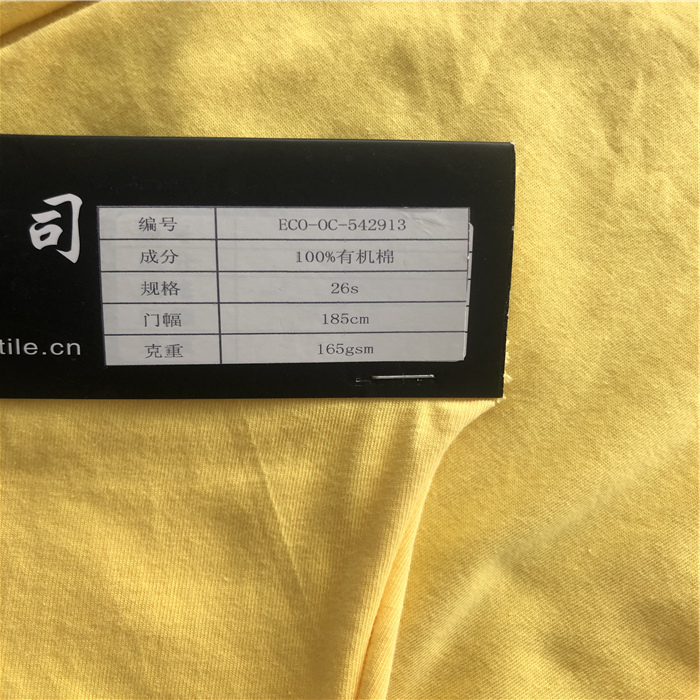 司
编号 ECO-OC-542913
成分 100%有机棉
规格 26s
门幅 185cm
tile.cn
克重 165gsm